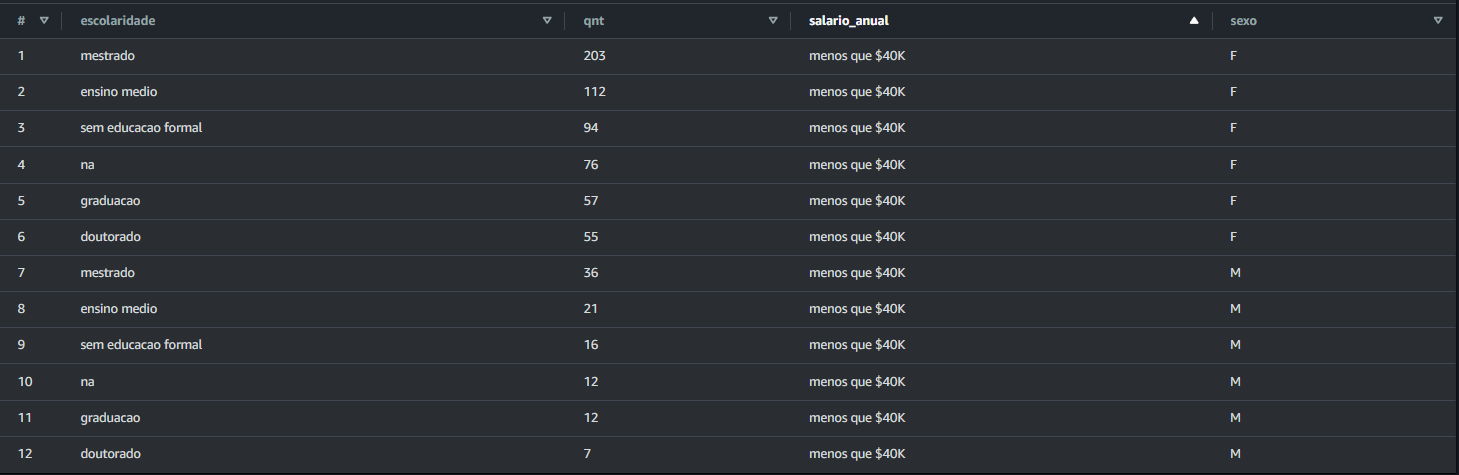 # escolaridade qnt salario_anual sexo
1 mestrado 203 menos que $40K F
2 ensino medio 112 menos que $40K F
3 sem educacao formal 94 menos que $40K F
4 na 76 menos que $40K F
5 graduacao 57 menos que $40K F
6 doutorado 55 menos que $40K F
7 mestrado 36 menos que $40K M
8 ensino medio 21 menos que $40K M
9 sem educacao formal 16 menos que $40K M
10 na 12 menos que $40K M
11 graduacao 12 menos que $40K M
12 doutorado 7 menos que $40K M